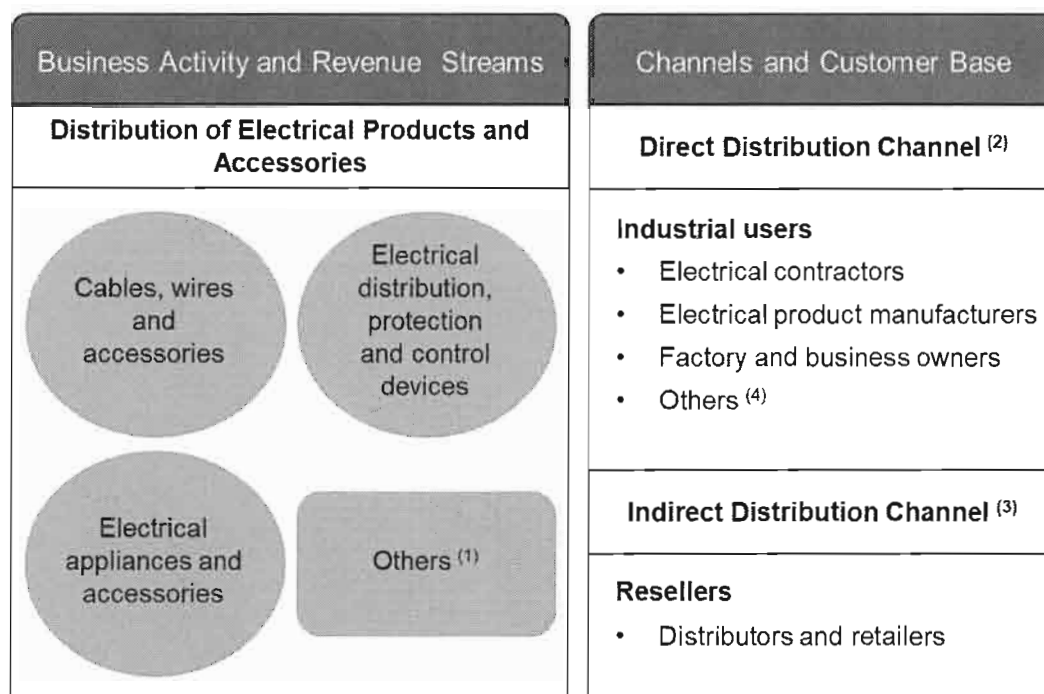 Business Activity and Revenue Streams
Distribution of Electrical Products and
Accessories
Cables, wires
and
accessories
Electrical
distribution,
protection
and control
devices
Electrical
appliances and
accessories
Others (1)
Channels and Customer Base
Direct Distribution Channel (2)
Industrial users
• Electrical contractors
• Electrical product manufacturers
• Factory and business owners
• Others (4)
Indirect Distribution Channel (3)
Resellers
• Distributors and retailers